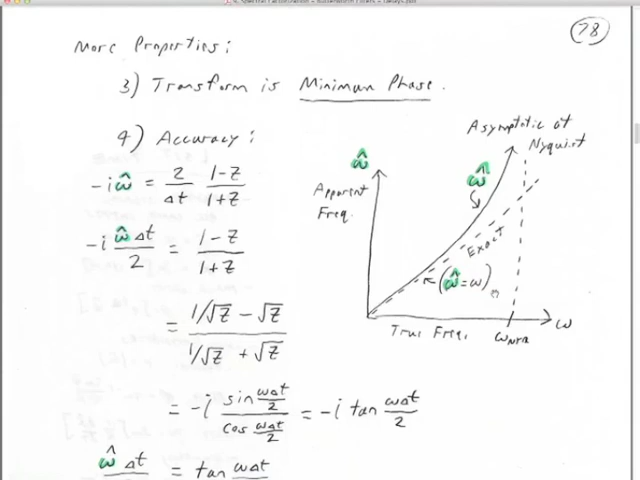 78
More Properties:
3) Transform is Minimum Phase.
4) Accuracy:
-iω̂ = 2/Δt (1-Z)/(1+Z)
-i ω̂Δt/2 = (1-Z)/(1+Z)
= (1/√Z - √Z)/(1/√Z + √Z)
= -i (sin ωΔt/2)/(cos ωΔt/2) = -i tan ωΔt/2
ω̂ Δt = tan ωΔt
Asymptotic at
Nyquist
ω̂
Apparent
Freq.
ω̂
Exact
(ω̂=ω)
True Freq.
ω